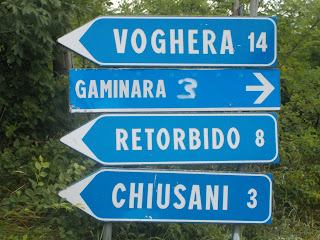 VOGHERA 14
GAMINARA 3
RETORBIDO 8
CHIUSANI 3